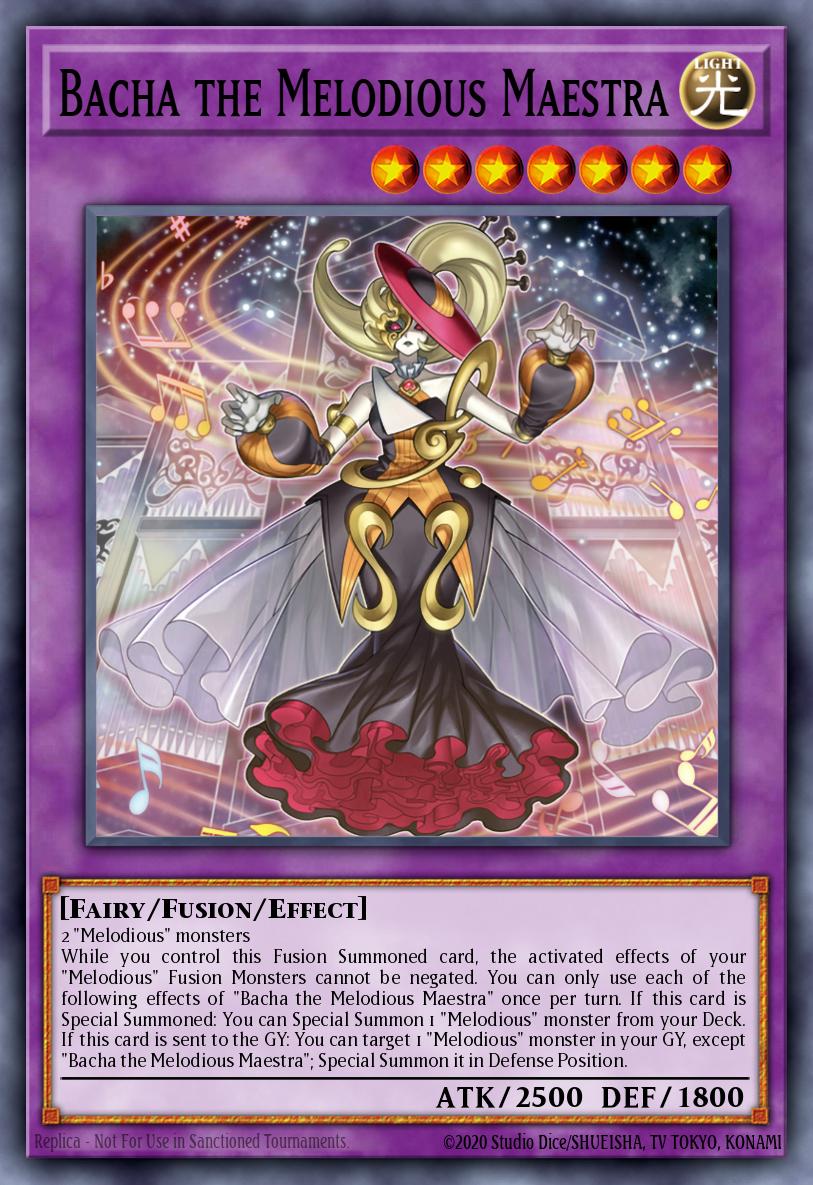 Bacha the Melodious Maestra
LIGHT
光
[Fairy/Fusion/Effect]
2 "Melodious" monsters
While you control this Fusion Summoned card, the activated effects of your
"Melodious" Fusion Monsters cannot be negated. You can only use each of the
following effects of "Bacha the Melodious Maestra" once per turn. If this card is
Special Summoned: You can Special Summon 1 "Melodious" monster from your Deck.
If this card is sent to the GY: You can target 1 "Melodious" monster in your GY, except
"Bacha the Melodious Maestra"; Special Summon it in Defense Position.
ATK/2500 DEF/1800
Replica - Not For Use in Sanctioned Tournaments.
©2020 Studio Dice/SHUEISHA, TV TOKYO, KONAMI